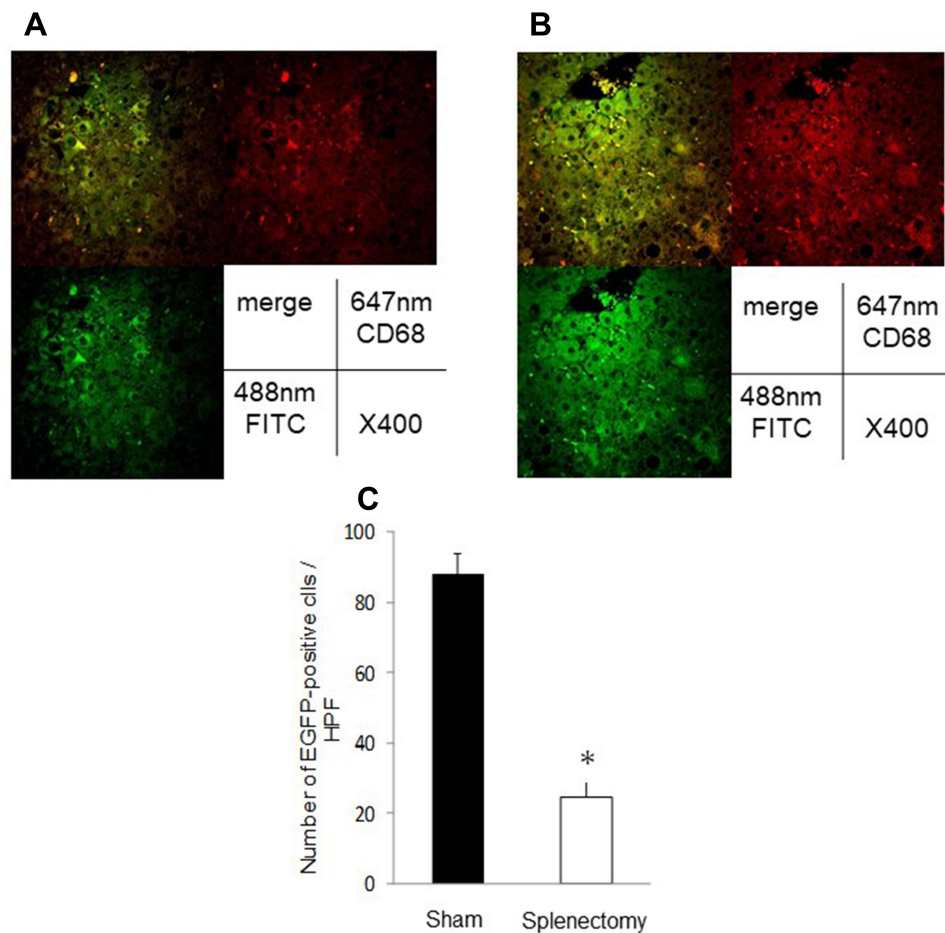 A
B
merge
647nm
CD68
488nm
FITC
X400
merge
647nm
CD68
488nm
FITC
X400
C
Number of EGFP-positive clls /
HPF
100
80
60
40
20
0
*
Sham
Splenectomy